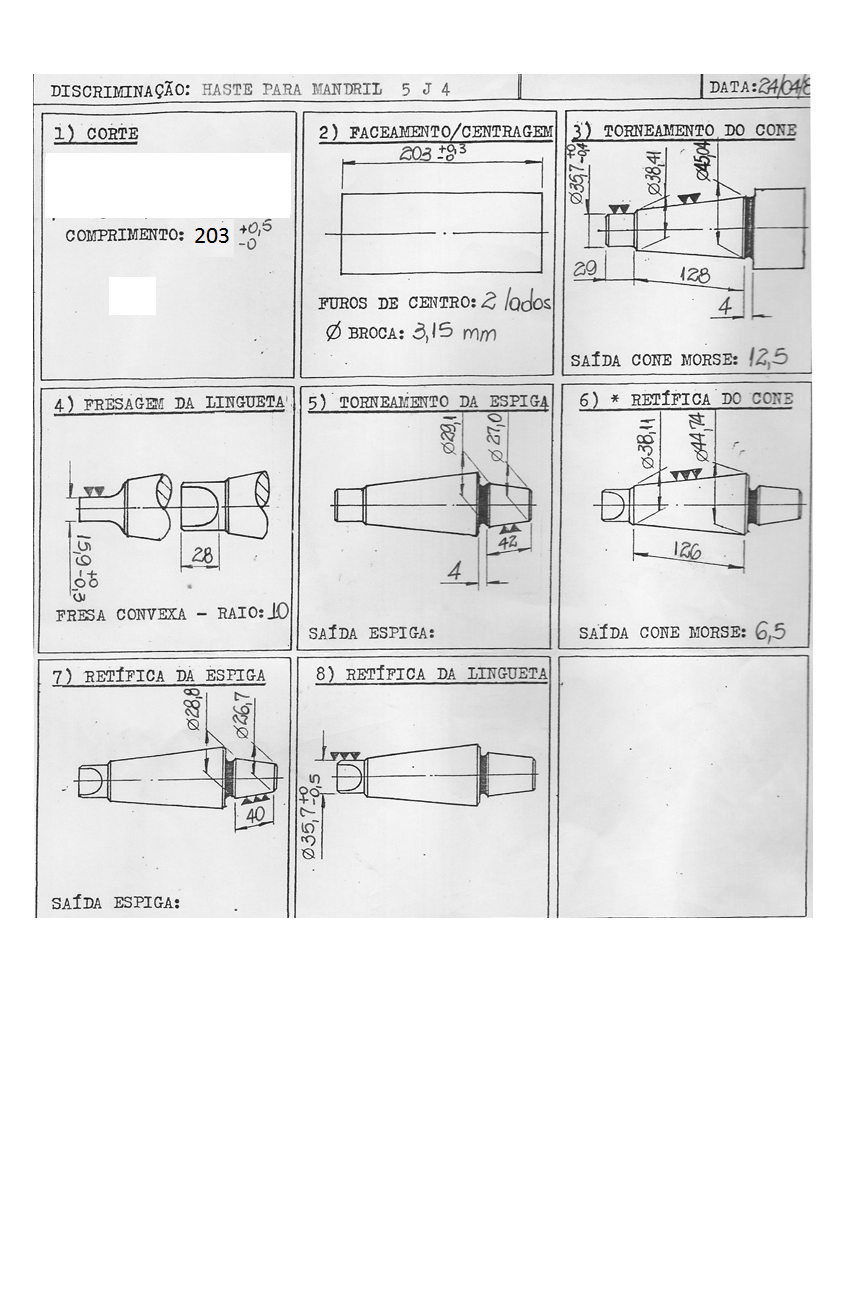 DISCRIMINAÇÃO: HASTE PARA MANDRIL 5 J 4
DATA: 24/04/8
1) CORTE
COMPRIMENTO: 203 +0,5 -0
2) FACEAMENTO/CENTRAGEM
203 +0,3 -0
FUROS DE CENTRO: 2 lados
Ø BROCA: 3,15 mm
3) TORNEAMENTO DO CONE
Ø35,7 +0 -0,4
Ø38,41
Ø45,04
29
128
4
SAÍDA CONE MORSE: 12,5
4) FRESAGEM DA LINGUETA
15,9 +0 -0,3
28
FRESA CONVEXA - RAIO: 10
5) TORNEAMENTO DA ESPIGA
Ø29,1
Ø27,0
42
4
SAÍDA ESPIGA:
6) * RETÍFICA DO CONE
Ø38,11
Ø44,74
126
SAÍDA CONE MORSE: 6,5
7) RETÍFICA DA ESPIGA
Ø28,8
Ø26,7
40
SAÍDA ESPIGA:
8) RETÍFICA DA LINGUETA
Ø35,7 +0 -0,5